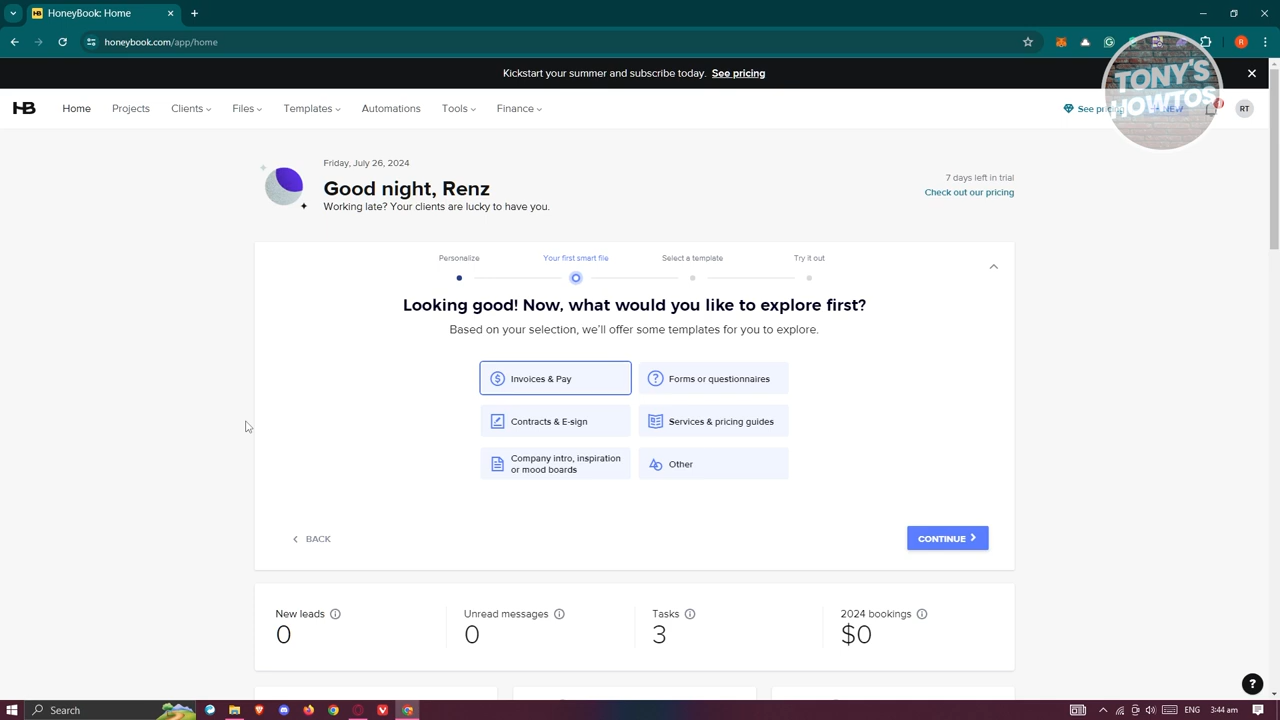 HoneyBook: Home
honeybook.com/app/home
Kickstart your summer and subscribe today. See pricing
TONY'S
HOWTOS
HB
Home
Projects
Clients
Files
Templates
Automations
Tools
Finance
See pricing
NEW
RT
Friday, July 26, 2024
Good night, Renz
Working late? Your clients are lucky to have you.
7 days left in trial
Check out our pricing
Personalize
Your first smart file
Select a template
Try it out
Looking good! Now, what would you like to explore first?
Based on your selection, we'll offer some templates for you to explore.
Invoices & Pay
Forms or questionnaires
Contracts & E-sign
Services & pricing guides
Company intro, inspiration
or mood boards
Other
BACK
CONTINUE
New leads
0
Unread messages
0
Tasks
3
2024 bookings
$0
?
Search
ENG
3:44 am